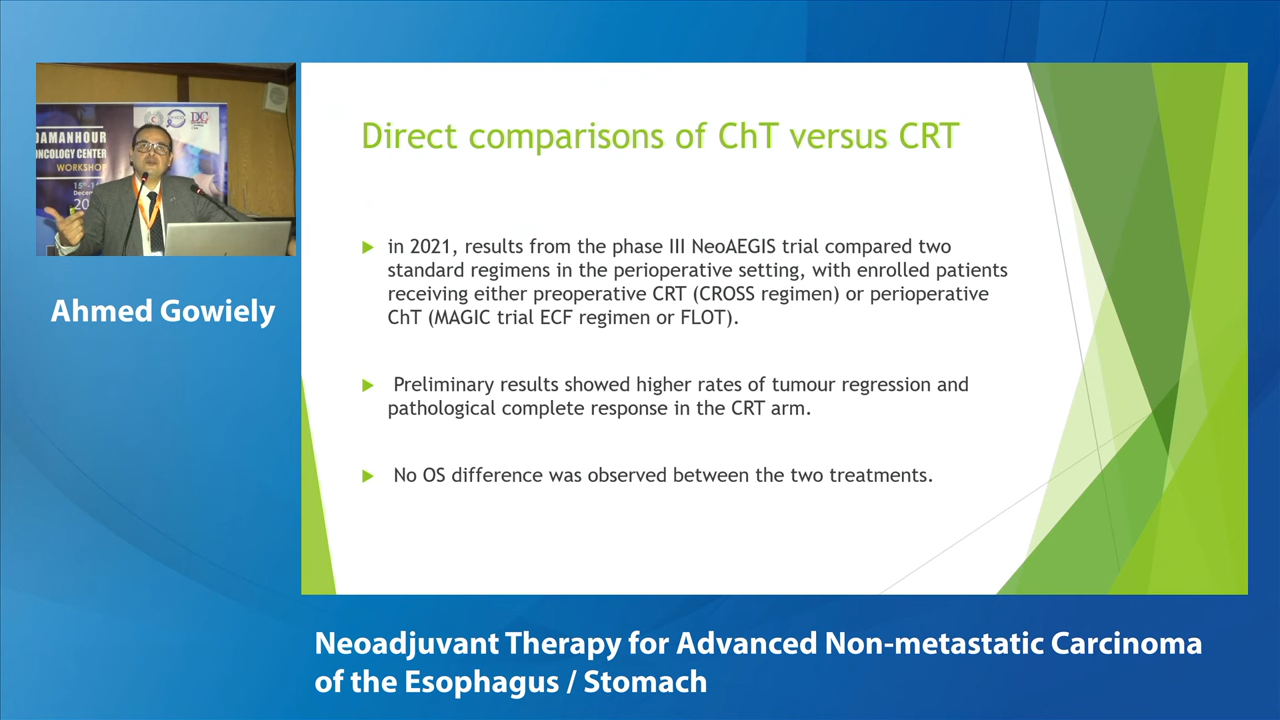 DAMANHOUR
ONCOLOGY CENTER
WORKSHOP
DC
Ahmed Gowiely
Direct comparisons of ChT versus CRT
in 2021, results from the phase III NeoAEGIS trial compared two
standard regimens in the perioperative setting, with enrolled patients
receiving either preoperative CRT (CROSS regimen) or perioperative
ChT (MAGIC trial ECF regimen or FLOT).
Preliminary results showed higher rates of tumour regression and
pathological complete response in the CRT arm.
No OS difference was observed between the two treatments.
Neoadjuvant Therapy for Advanced Non-metastatic Carcinoma
of the Esophagus / Stomach